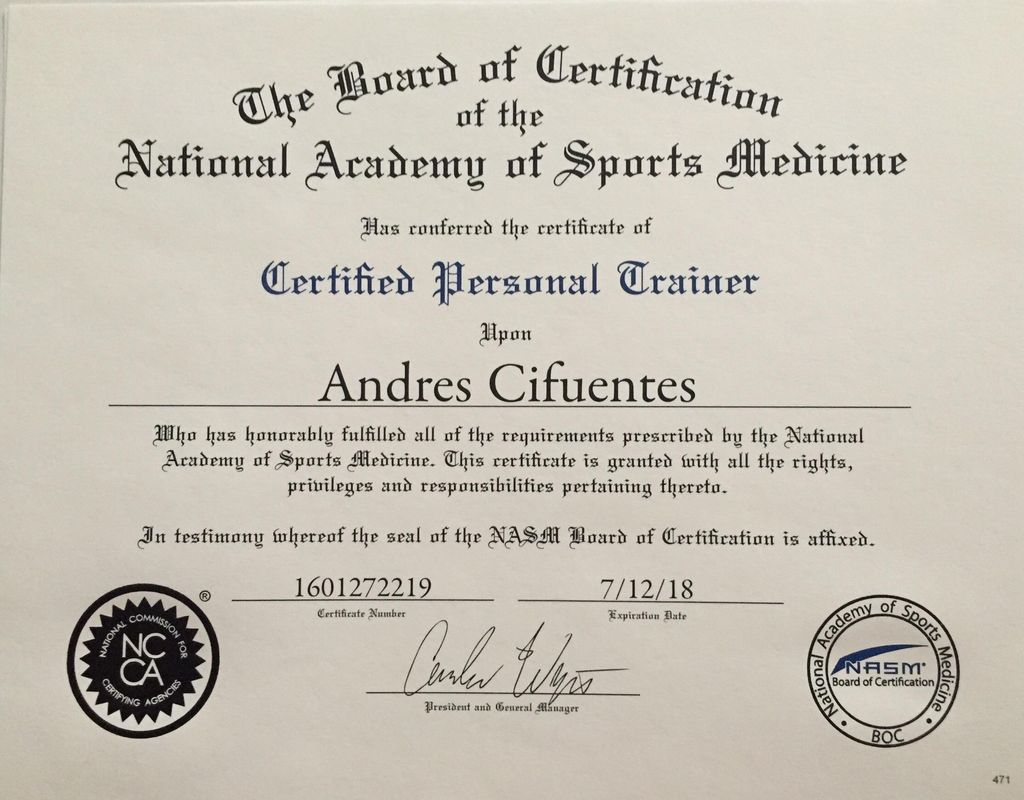 The Board of Certification
of the
National Academy of Sports Medicine
Has conferred the certificate of
Certified Personal Trainer
Upon
Andres Cifuentes
Who has honorably fulfilled all of the requirements prescribed by the National
Academy of Sports Medicine. This certificate is granted with all the rights,
privileges and responsibilities pertaining thereto.
In testimony whereof the seal of the NASM Board of Certification is affixed.
1601272219
Certificate Number
7/12/18
Expiration Date
President and General Manager
NATIONAL COMMISSION FOR
NC
CA
CERTIFYING AGENCIES
®
National Academy of Sports Medicine
NASM®
Board of Certification
• BOC •
471